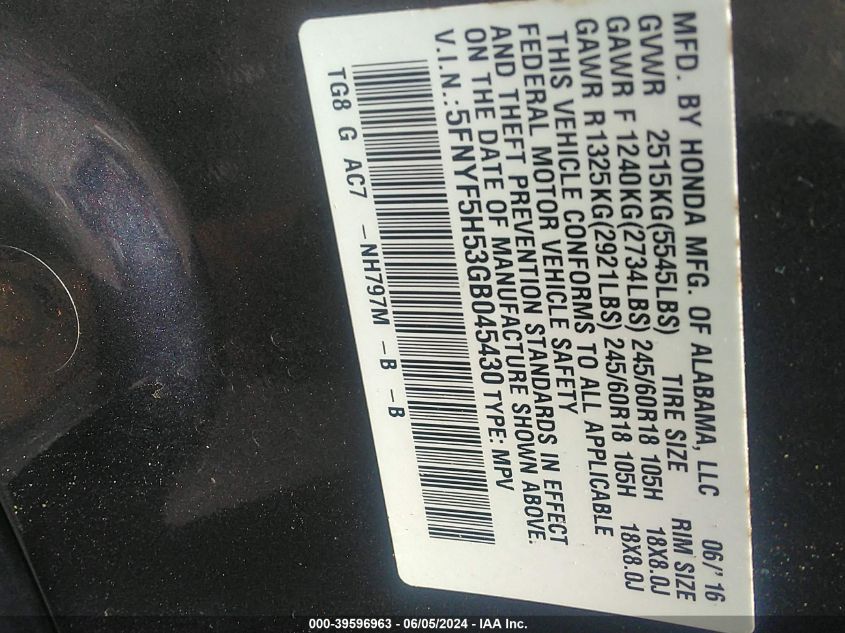 MFD. BY HONDA MFG. OF ALABAMA, LLC 06/'16
GVWR 2515KG(5545LBS) TIRE SIZE RIM SIZE
GAWR F 1240KG(2734LBS) 245/60R18 105H 18X8.0J
GAWR R 1325KG(2921LBS) 245/60R18 105H 18X8.0J
THIS VEHICLE CONFORMS TO ALL APPLICABLE
FEDERAL MOTOR VEHICLE SAFETY
AND THEFT PREVENTION STANDARDS IN EFFECT
ON THE DATE OF MANUFACTURE SHOWN ABOVE.
V.I.N.: 5FNYF5H53GB045430 TYPE: MPV
TG8 G AC7 -NH797M -B -B
000-39596963 - 06/05/2024 - IAA Inc.